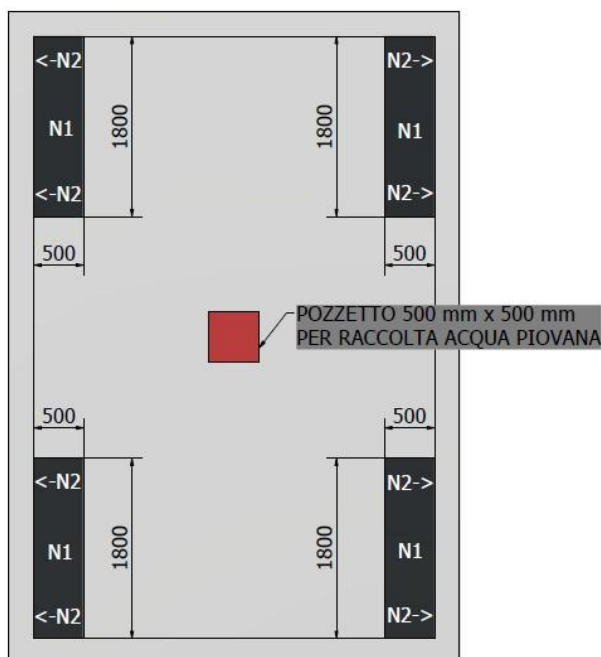 <-N2
N2->
N1
1800
1800
N1
<-N2
N2->
500
500
POZZETTO 500 mm x 500 mm
PER RACCOLTA ACQUA PIOVANA
500
500
<-N2
N2->
N1
1800
1800
N1
<-N2
N2->